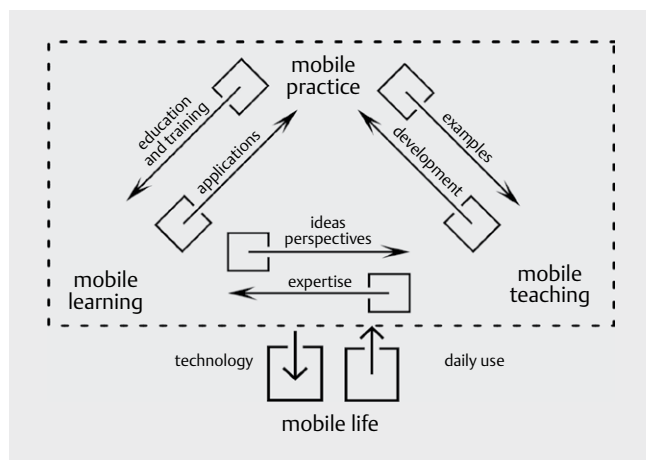 mobile
practice
education
and training
applications
examples
development
ideas
perspectives
expertise
mobile
learning
mobile
teaching
technology
daily use
mobile life